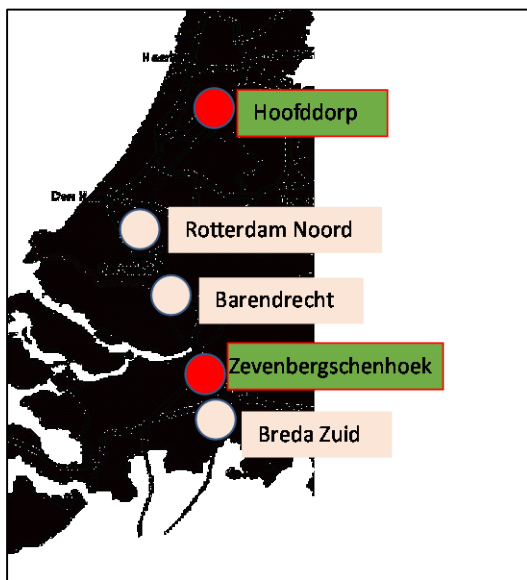 Hoofddorp
Rotterdam Noord
Barendrecht
Zevenbergschenhoek
Breda Zuid